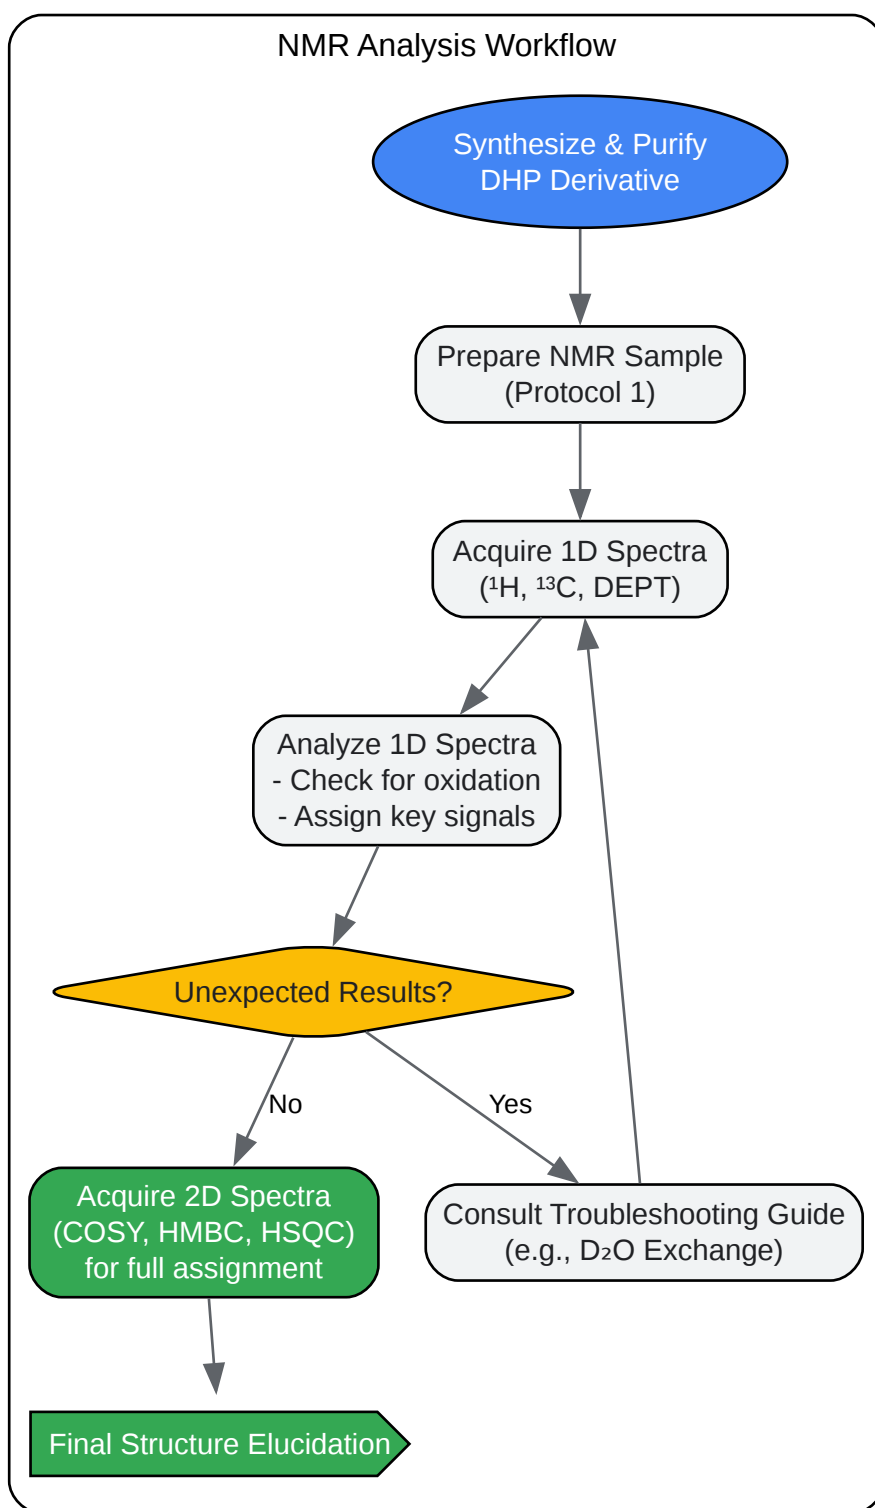 NMR Analysis Workflow
Synthesize & Purify
DHP Derivative
Prepare NMR Sample
(Protocol 1)
Acquire 1D Spectra
(¹H, ¹³C, DEPT)
Analyze 1D Spectra
- Check for oxidation
- Assign key signals
Unexpected Results?
No
Yes
Acquire 2D Spectra
(COSY, HMBC, HSQC)
for full assignment
Consult Troubleshooting Guide
(e.g., D₂O Exchange)
Final Structure Elucidation